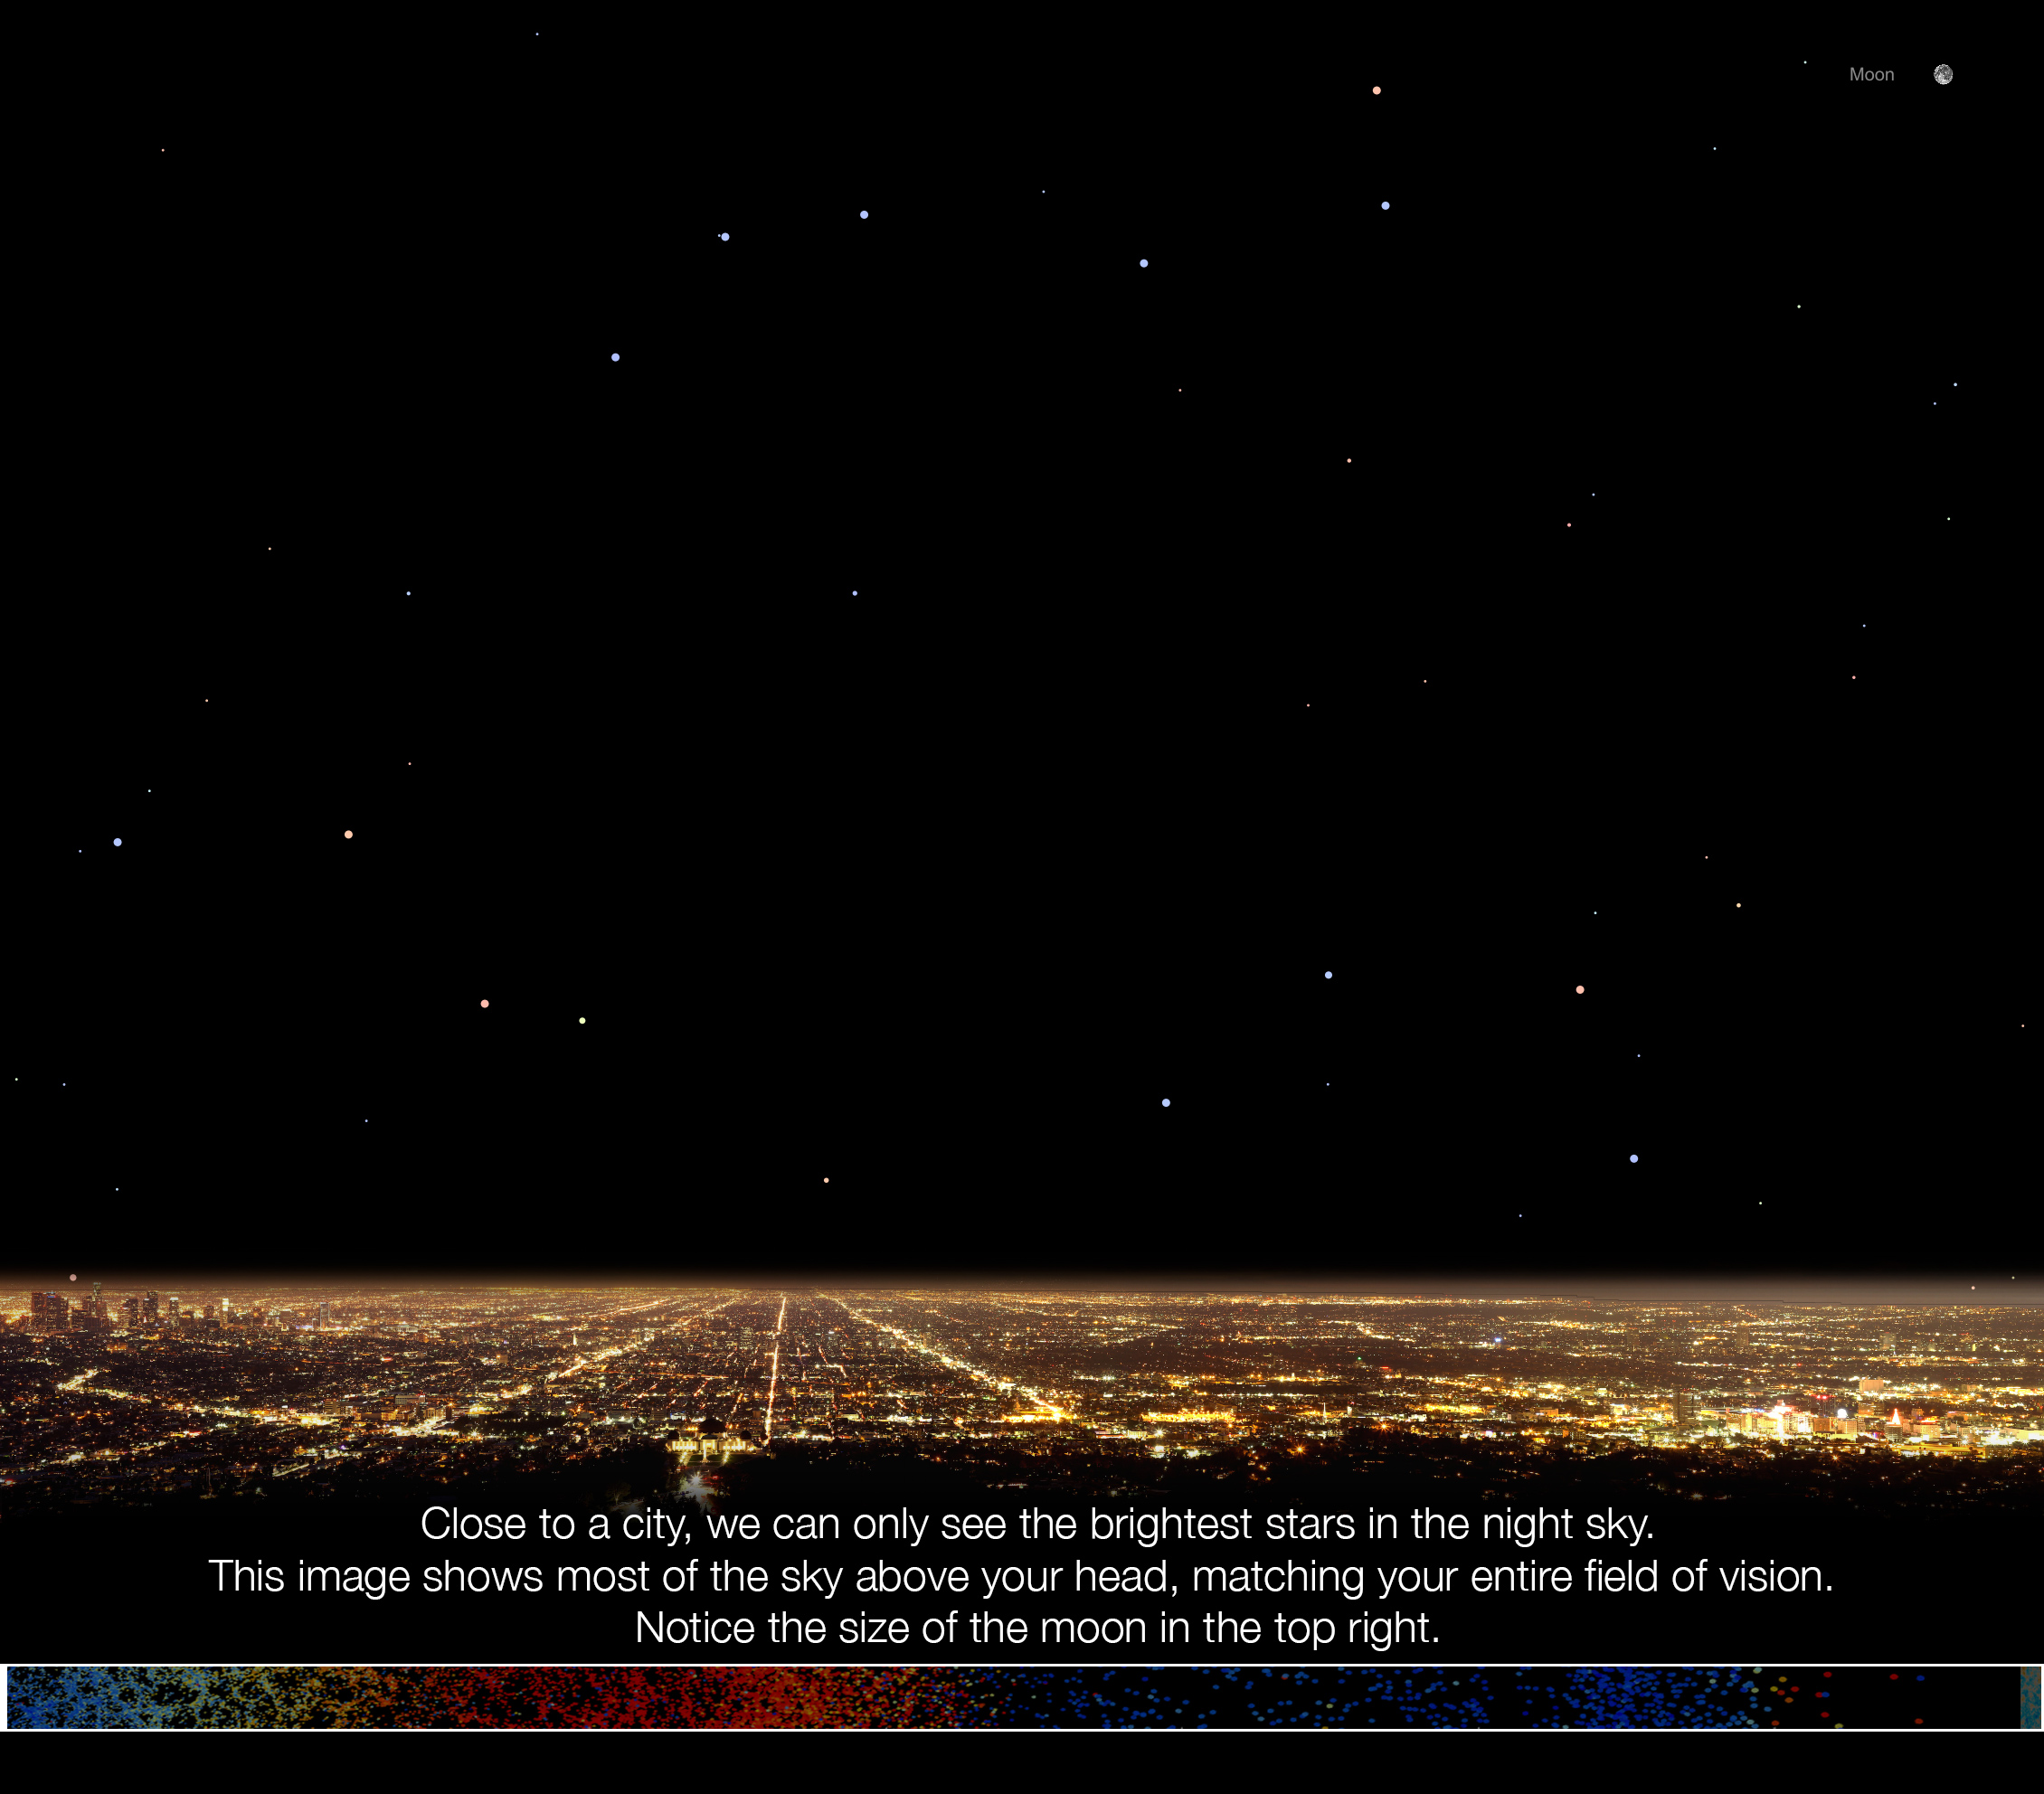 Moon
Close to a city, we can only see the brightest stars in the night sky.
This image shows most of the sky above your head, matching your entire field of vision.
Notice the size of the moon in the top right.